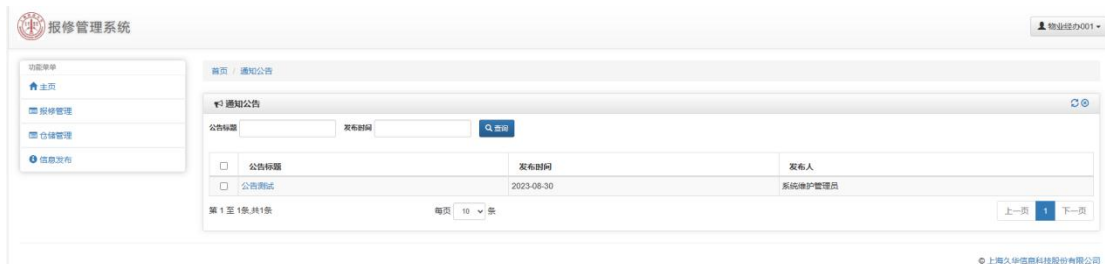 报修管理系统
物业经办001
功能菜单
主页
报修管理
仓储管理
信息发布
首页 / 通知公告
通知公告
公告标题 发布时间 查询
公告标题 发布时间 发布人
公告测试 2023-08-30 系统维护管理员
第 1 至 1条,共1条 每页 10 条 上一页 1 下一页
© 上海久华信息科技股份有限公司